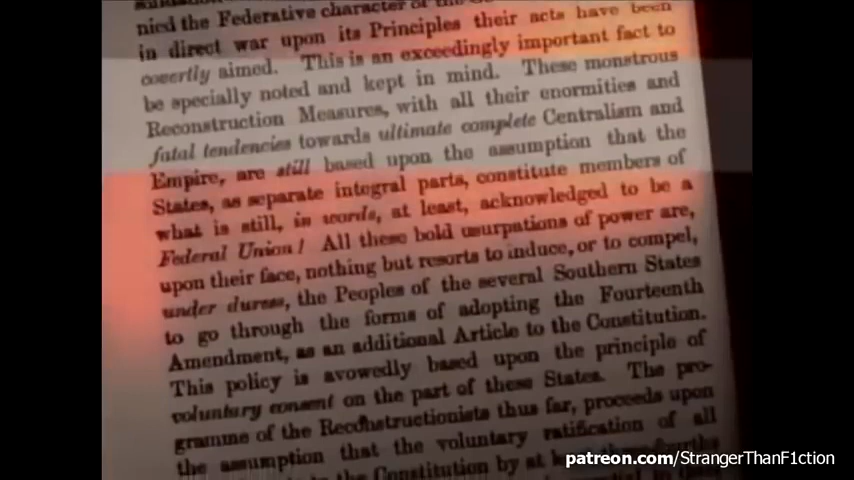 nied the Federative character of the
in direct war upon its Principles their acts have been
covertly aimed. This is an exceedingly important fact to
be specially noted and kept in mind. These monstrous
Reconstruction Measures, with all their enormities and
fatal tendencies towards ultimate complete Centralism and
Empire, are still based upon the assumption that the
States, as separate integral parts, constitute members of
what is still, in words, at least, acknowledged to be a
Federal Union! All these bold usurpations of power are,
upon their face, nothing but resorts to induce, or to compel,
under duress, the Peoples of the several Southern States
to go through the forms of adopting the Fourteenth
Amendment, as an additional Article to the Constitution.
This policy is avowedly based upon the principle of
voluntary consent on the part of these States. The pro-
gramme of the Reconstructionists thus far, proceeds upon
the assumption that the voluntary ratification of all
to the Constitution by at
patreon.com/StrangerThanF1ction